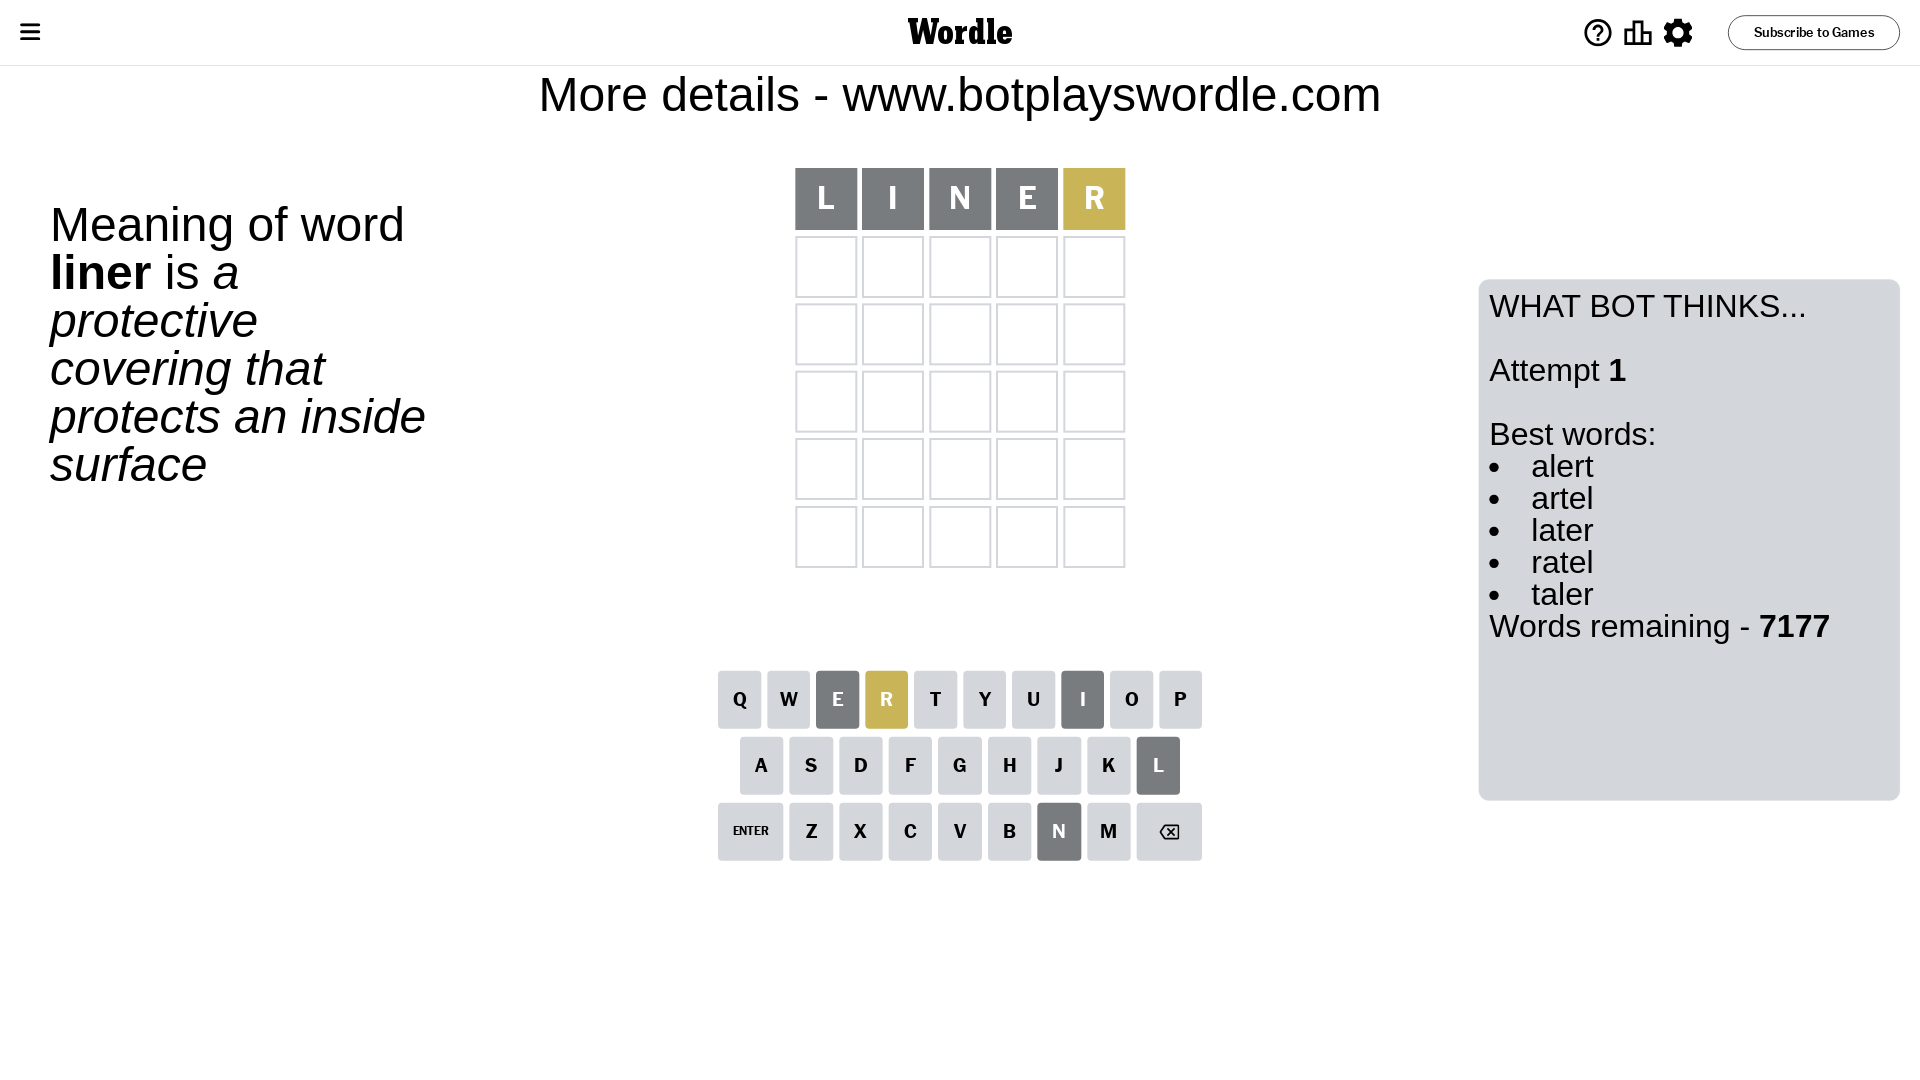 Wordle
Subscribe to Games
More details - www.botplayswordle.com
L I N E R
Meaning of word
liner is a
protective
covering that
protects an inside
surface
WHAT BOT THINKS...
Attempt 1
Best words:
• alert
• artel
• later
• ratel
• taler
Words remaining - 7177
Q W E R T Y U I O P
A S D F G H J K L
ENTER Z X C V B N M